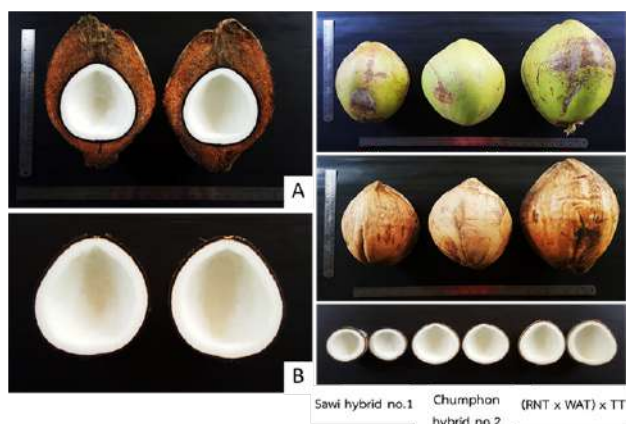 A
B
Sawi hybrid no.1
Chumphon
hybrid no.2
(RNT x WAT) x TT